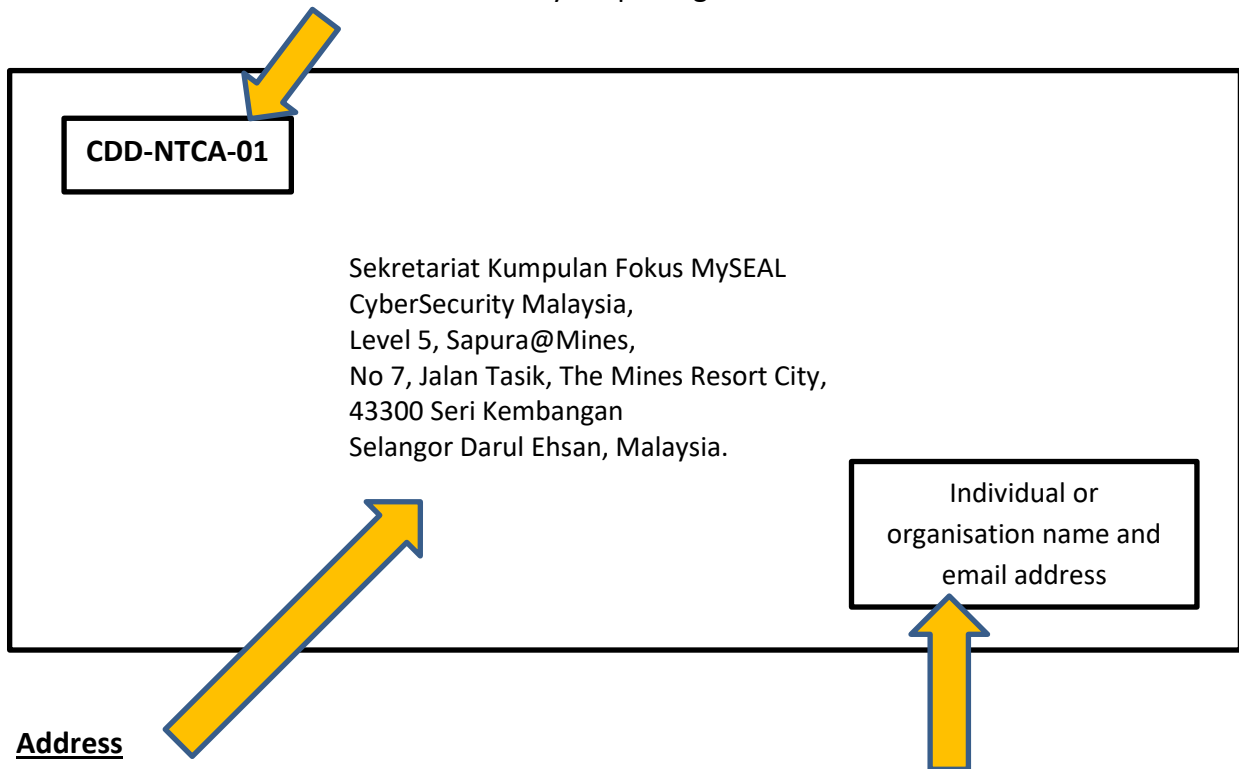 CDD-NTCA-01
Sekretariat Kumpulan Fokus MySEAL
CyberSecurity Malaysia,
Level 5, Sapura@Mines,
No 7, Jalan Tasik, The Mines Resort City,
43300 Seri Kembangan
Selangor Darul Ehsan, Malaysia.
Individual or
organisation name and
email address
Address